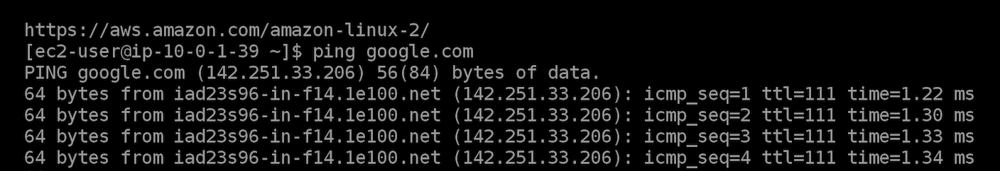 https://aws.amazon.com/amazon-linux-2/
[ec2-user@ip-10-0-1-39 ~]$ ping google.com
PING google.com (142.251.33.206) 56(84) bytes of data.
64 bytes from iad23s96-in-f14.1e100.net (142.251.33.206): icmp_seq=1 ttl=111 time=1.22 ms
64 bytes from iad23s96-in-f14.1e100.net (142.251.33.206): icmp_seq=2 ttl=111 time=1.30 ms
64 bytes from iad23s96-in-f14.1e100.net (142.251.33.206): icmp_seq=3 ttl=111 time=1.33 ms
64 bytes from iad23s96-in-f14.1e100.net (142.251.33.206): icmp_seq=4 ttl=111 time=1.34 ms